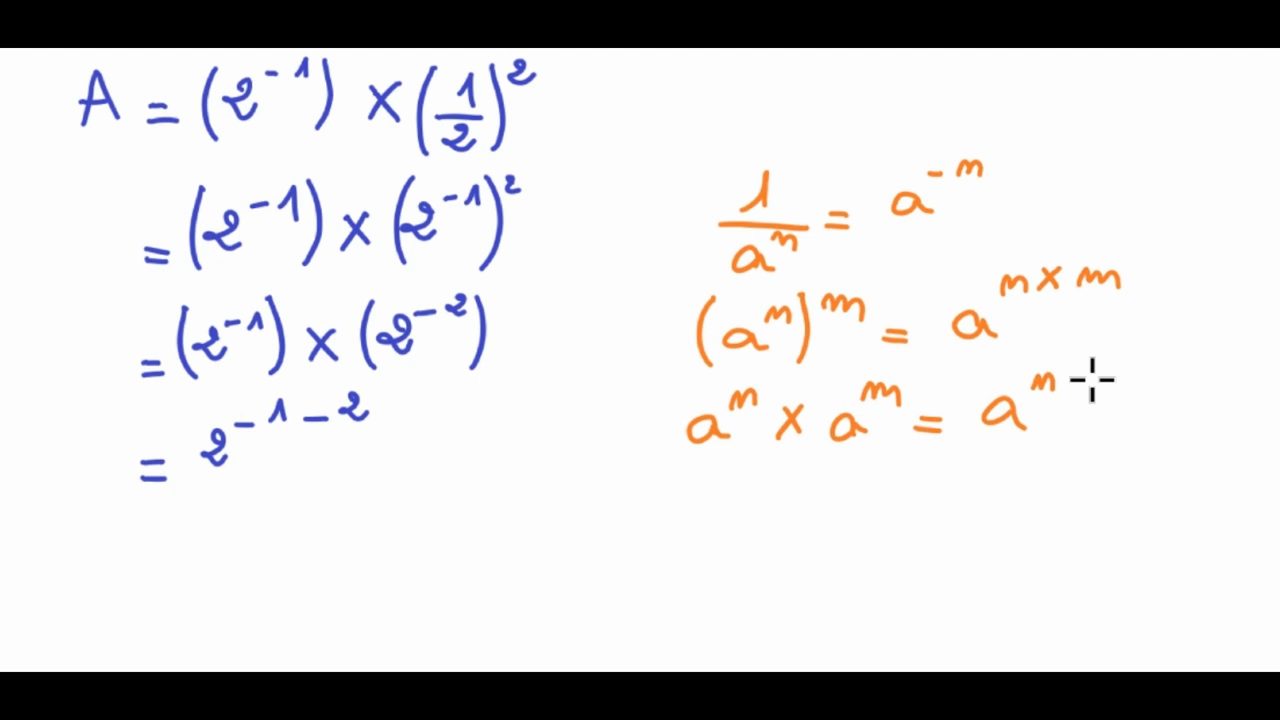 A = (2⁻¹) × (1/2)²
= (2⁻¹) × (2⁻¹)²
= (2⁻¹) × (2⁻²)
= 2⁻¹⁻²
1/aⁿ = a⁻ⁿ
(aⁿ)ᵐ = aⁿ ˣ ᵐ
aⁿ × aᵐ = aⁿ